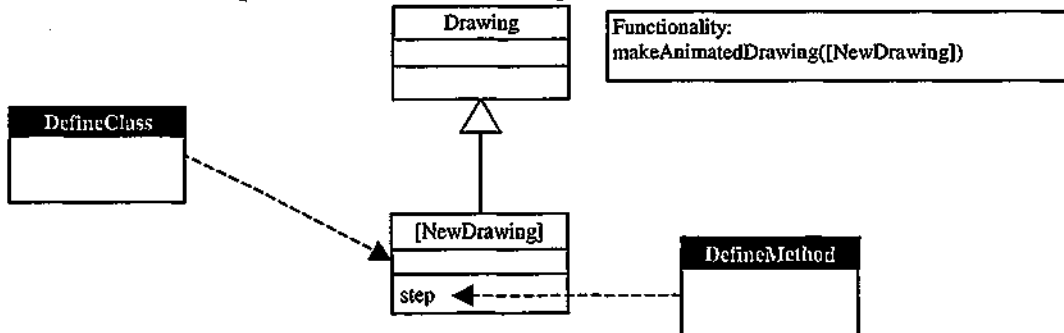 Drawing
Functionality:
makeAnimatedDrawing([NewDrawing])
DefineClass
[NewDrawing]
step
DefineMethod